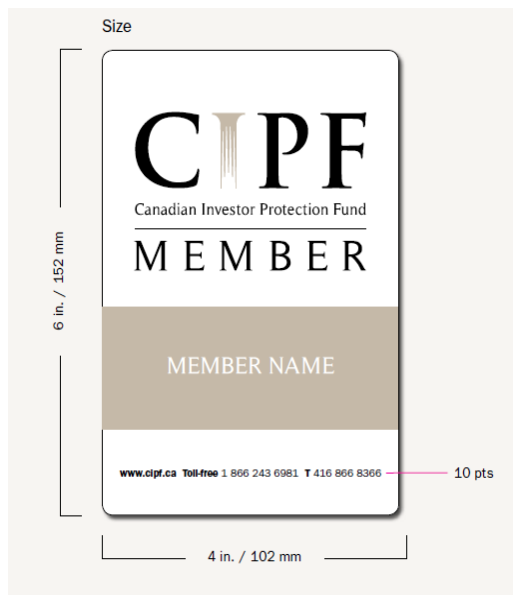 Size
CIPF
Canadian Investor Protection Fund
MEMBER
6 in. / 152 mm
MEMBER NAME
www.cipf.ca Toll-free 1 866 243 6981 T 416 866 8366
10 pts
4 in. / 102 mm